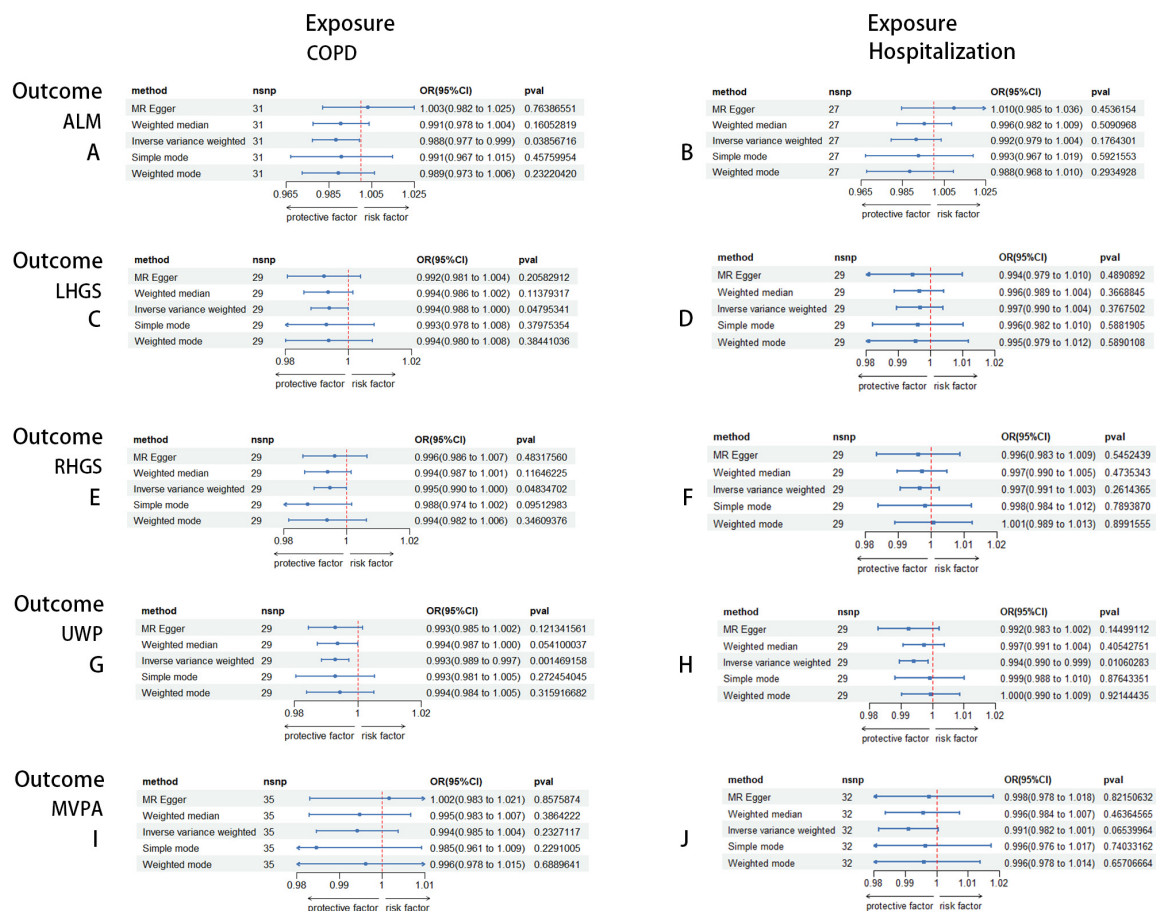 Exposure
COPD
Exposure
Hospitalization
Outcome
ALM
A
method nsnp OR(95%CI) pval
MR Egger 31 1.003(0.982 to 1.025) 0.76386551
Weighted median 31 0.991(0.978 to 1.004) 0.16052819
Inverse variance weighted 31 0.988(0.977 to 0.999) 0.03856716
Simple mode 31 0.991(0.967 to 1.015) 0.45759954
Weighted mode 31 0.989(0.973 to 1.006) 0.23220420
0.965 0.985 1.005 1.025
protective factor risk factor
B
method nsnp OR(95%CI) pval
MR Egger 27 1.010(0.985 to 1.036) 0.4536154
Weighted median 27 0.996(0.982 to 1.009) 0.5090968
Inverse variance weighted 27 0.992(0.979 to 1.004) 0.1764301
Simple mode 27 0.993(0.967 to 1.019) 0.5921553
Weighted mode 27 0.988(0.968 to 1.010) 0.2934928
0.965 0.985 1.005 1.025
protective factor risk factor
Outcome
LHGS
C
method nsnp OR(95%CI) pval
MR Egger 29 0.992(0.981 to 1.004) 0.20582912
Weighted median 29 0.994(0.986 to 1.002) 0.11379317
Inverse variance weighted 29 0.994(0.988 to 1.000) 0.04795341
Simple mode 29 0.993(0.978 to 1.008) 0.37975354
Weighted mode 29 0.994(0.980 to 1.008) 0.38441036
0.98 1 1.02
protective factor risk factor
D
method nsnp OR(95%CI) pval
MR Egger 29 0.994(0.979 to 1.010) 0.4890892
Weighted median 29 0.996(0.989 to 1.004) 0.3668845
Inverse variance weighted 29 0.997(0.990 to 1.004) 0.3767502
Simple mode 29 0.996(0.982 to 1.010) 0.5881905
Weighted mode 29 0.995(0.979 to 1.012) 0.5890108
0.98 0.99 1 1.01 1.02
protective factor risk factor
Outcome
RHGS
E
method nsnp OR(95%CI) pval
MR Egger 29 0.996(0.986 to 1.007) 0.48317560
Weighted median 29 0.994(0.987 to 1.001) 0.11646225
Inverse variance weighted 29 0.995(0.990 to 1.000) 0.04834702
Simple mode 29 0.988(0.974 to 1.002) 0.09512983
Weighted mode 29 0.994(0.982 to 1.006) 0.34609376
0.98 1 1.02
protective factor risk factor
F
method nsnp OR(95%CI) pval
MR Egger 29 0.996(0.983 to 1.009) 0.5452439
Weighted median 29 0.997(0.990 to 1.005) 0.4735343
Inverse variance weighted 29 0.997(0.991 to 1.003) 0.2614365
Simple mode 29 0.998(0.984 to 1.012) 0.7893870
Weighted mode 29 1.001(0.989 to 1.013) 0.8991555
0.98 0.99 1 1.01 1.02
protective factor risk factor
Outcome
UWP
G
method nsnp OR(95%CI) pval
MR Egger 29 0.993(0.985 to 1.002) 0.121341561
Weighted median 29 0.994(0.987 to 1.000) 0.054100037
Inverse variance weighted 29 0.993(0.989 to 0.997) 0.001469158
Simple mode 29 0.993(0.981 to 1.005) 0.272454045
Weighted mode 29 0.994(0.984 to 1.005) 0.315916682
0.98 1 1.02
protective factor risk factor
H
method nsnp OR(95%CI) pval
MR Egger 29 0.992(0.983 to 1.002) 0.14499112
Weighted median 29 0.997(0.991 to 1.004) 0.40542751
Inverse variance weighted 29 0.994(0.990 to 0.999) 0.01060283
Simple mode 29 0.999(0.988 to 1.010) 0.87643351
Weighted mode 29 1.000(0.990 to 1.009) 0.92144435
0.98 0.99 1 1.01 1.02
protective factor risk factor
Outcome
MVPA
I
method nsnp OR(95%CI) pval
MR Egger 35 1.002(0.983 to 1.021) 0.8575874
Weighted median 35 0.995(0.983 to 1.007) 0.3864222
Inverse variance weighted 35 0.994(0.985 to 1.004) 0.2327117
Simple mode 35 0.985(0.961 to 1.009) 0.2291005
Weighted mode 35 0.996(0.978 to 1.015) 0.6889641
0.98 0.99 1 1.01
protective factor risk factor
J
method nsnp OR(95%CI) pval
MR Egger 32 0.998(0.978 to 1.018) 0.82150632
Weighted median 32 0.996(0.984 to 1.007) 0.46364565
Inverse variance weighted 32 0.991(0.982 to 1.001) 0.06539964
Simple mode 32 0.996(0.976 to 1.017) 0.74033162
Weighted mode 32 0.996(0.978 to 1.014) 0.65706664
0.98 0.99 1 1.01 1.02
protective factor risk factor